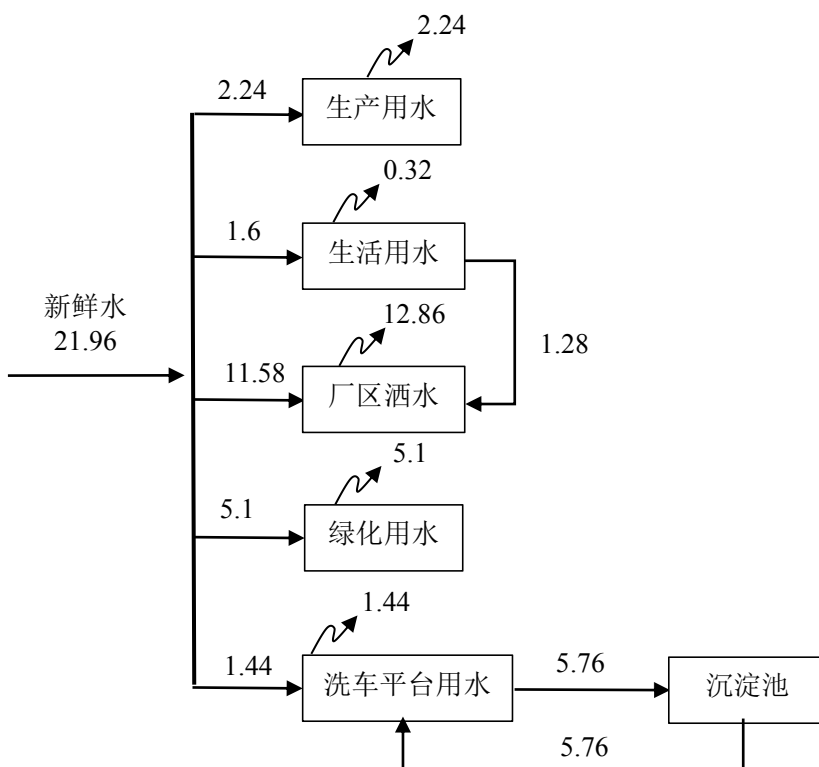 2.24
2.24
生产用水
0.32
1.6
生活用水
新鲜水
21.96
12.86
1.28
11.58
厂区洒水
5.1
5.1
绿化用水
1.44
1.44
洗车平台用水
5.76
沉淀池
5.76